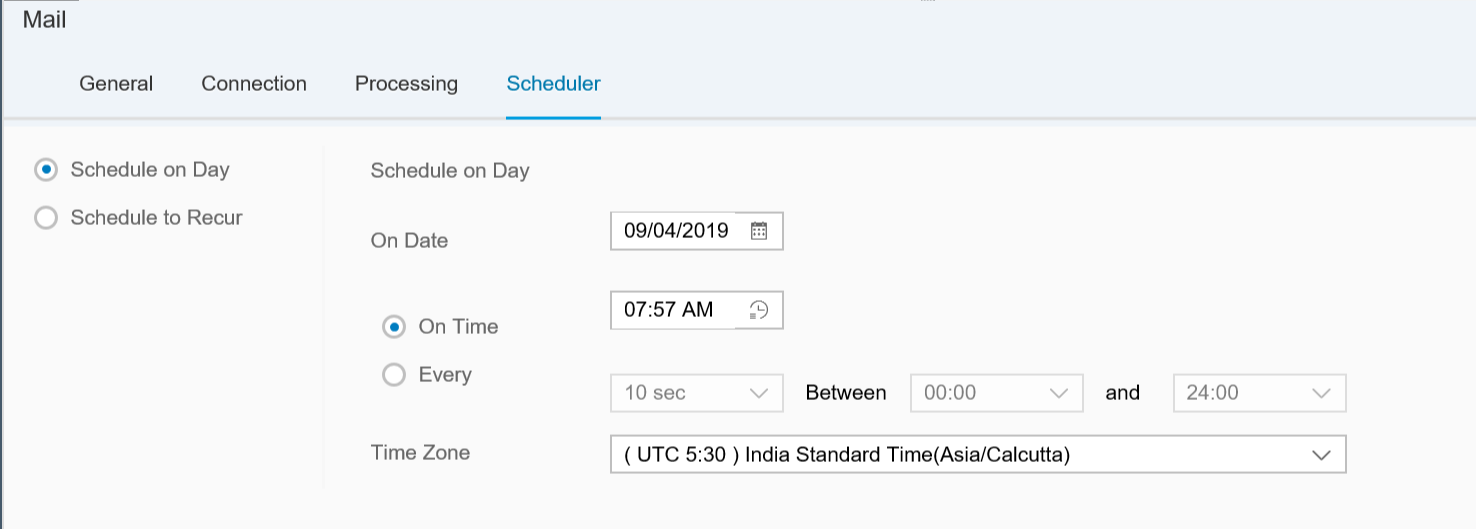 Mail
General Connection Processing Scheduler
Schedule on Day
Schedule to Recur
Schedule on Day
On Date 09/04/2019
On Time 07:57 AM
Every 10 sec Between 00:00 and 24:00
Time Zone ( UTC 5:30 ) India Standard Time(Asia/Calcutta)